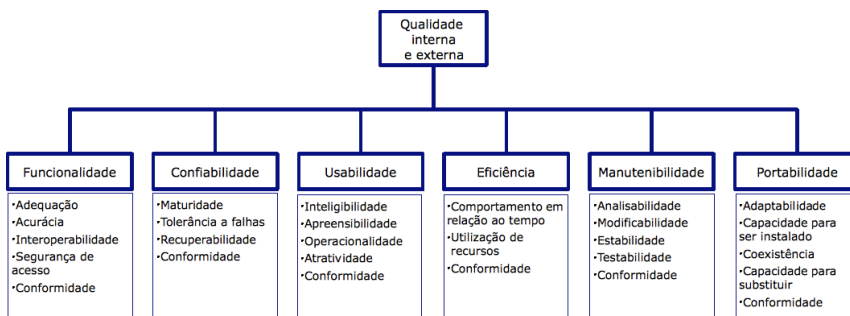 Qualidade
interna
e externa
Funcionalidade
•Adequação
•Acurácia
•Interoperabilidade
•Segurança de
acesso
•Conformidade
Confiabilidade
•Maturidade
•Tolerância a falhas
•Recuperabilidade
•Conformidade
Usabilidade
•Inteligibilidade
•Apreensibilidade
•Operacionalidade
•Atratividade
•Conformidade
Eficiência
•Comportamento em
relação ao tempo
•Utilização de
recursos
•Conformidade
Manutenibilidade
•Analisabilidade
•Modificabilidade
•Estabilidade
•Testabilidade
•Conformidade
Portabilidade
•Adaptabilidade
•Capacidade para
ser instalado
•Coexistência
•Capacidade para
substituir
•Conformidade